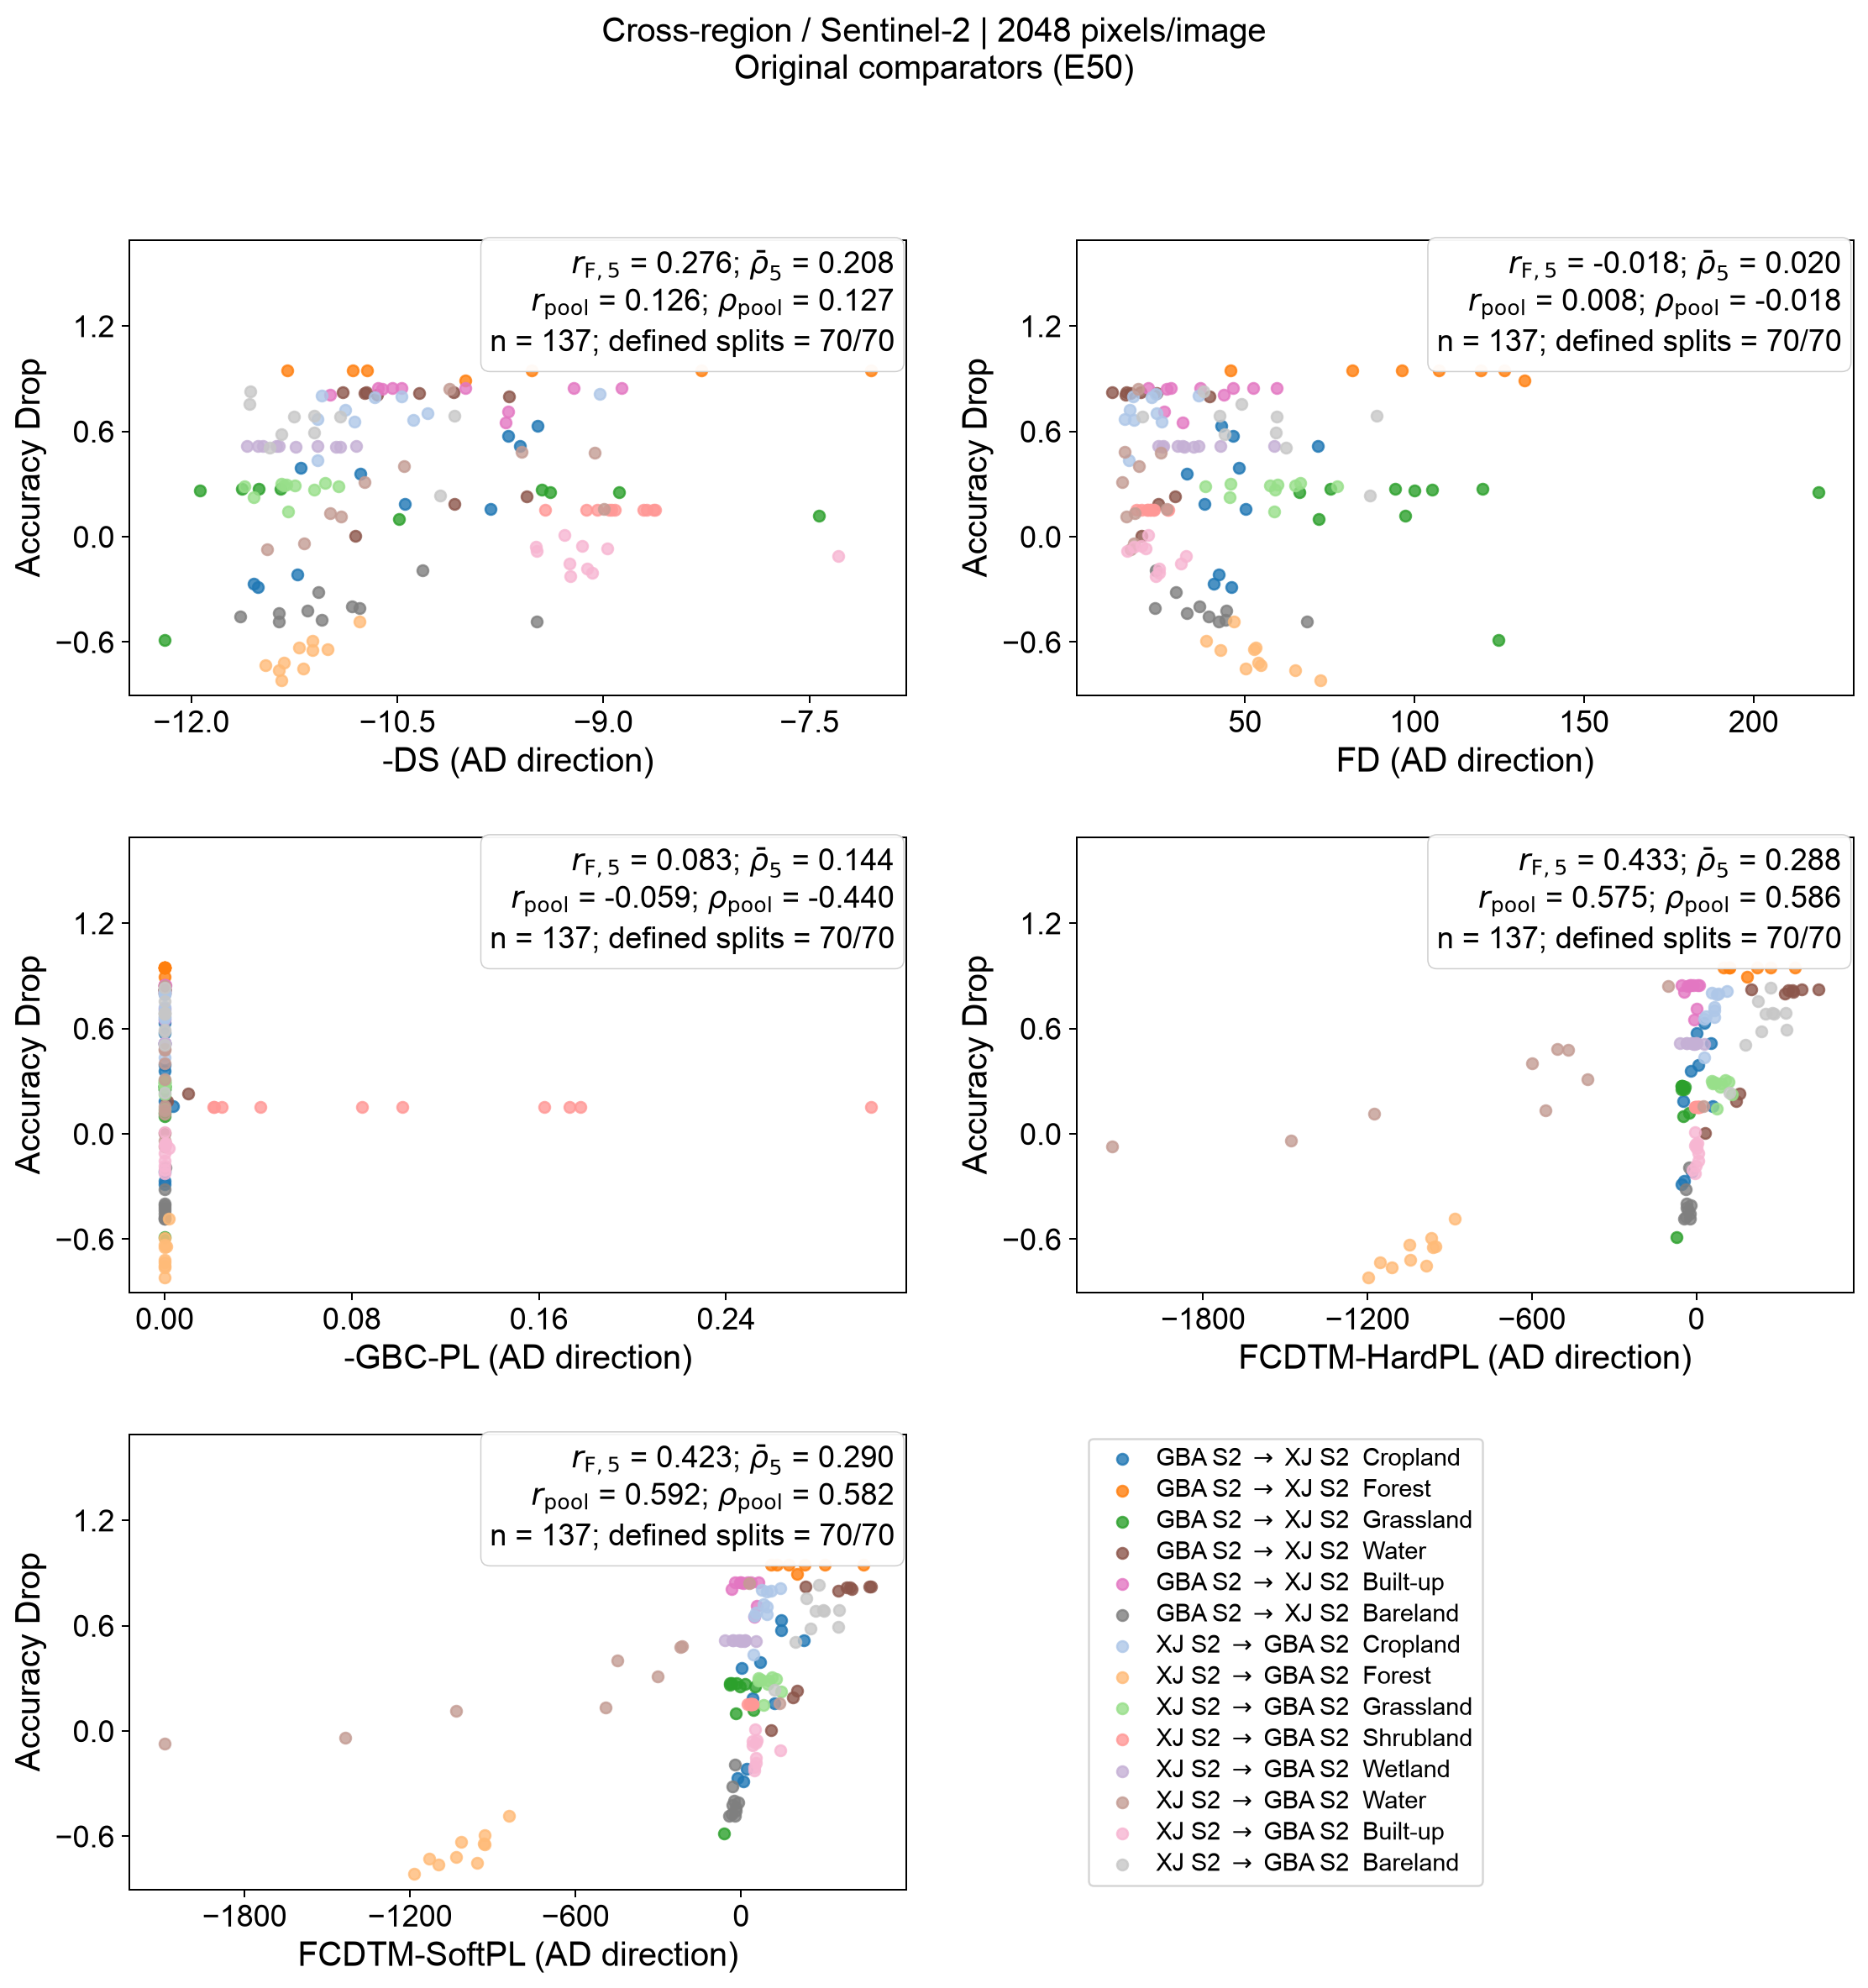 Cross-region / Sentinel-2 | 2048 pixels/image
Original comparators (E50)
r_F,5 = 0.276; ρ̄_5 = 0.208
r_pool = 0.126; ρ_pool = 0.127
n = 137; defined splits = 70/70
1.2
0.6
0.0
−0.6
Accuracy Drop
−12.0 −10.5 −9.0 −7.5
-DS (AD direction)
r_F,5 = -0.018; ρ̄_5 = 0.020
r_pool = 0.008; ρ_pool = -0.018
n = 137; defined splits = 70/70
1.2
0.6
0.0
−0.6
Accuracy Drop
50 100 150 200
FD (AD direction)
r_F,5 = 0.083; ρ̄_5 = 0.144
r_pool = -0.059; ρ_pool = -0.440
n = 137; defined splits = 70/70
1.2
0.6
0.0
−0.6
Accuracy Drop
0.00 0.08 0.16 0.24
-GBC-PL (AD direction)
r_F,5 = 0.433; ρ̄_5 = 0.288
r_pool = 0.575; ρ_pool = 0.586
n = 137; defined splits = 70/70
1.2
0.6
0.0
−0.6
Accuracy Drop
−1800 −1200 −600 0
FCDTM-HardPL (AD direction)
r_F,5 = 0.423; ρ̄_5 = 0.290
r_pool = 0.592; ρ_pool = 0.582
n = 137; defined splits = 70/70
1.2
0.6
0.0
−0.6
Accuracy Drop
−1800 −1200 −600 0
FCDTM-SoftPL (AD direction)
GBA S2 → XJ S2 Cropland
GBA S2 → XJ S2 Forest
GBA S2 → XJ S2 Grassland
GBA S2 → XJ S2 Water
GBA S2 → XJ S2 Built-up
GBA S2 → XJ S2 Bareland
XJ S2 → GBA S2 Cropland
XJ S2 → GBA S2 Forest
XJ S2 → GBA S2 Grassland
XJ S2 → GBA S2 Shrubland
XJ S2 → GBA S2 Wetland
XJ S2 → GBA S2 Water
XJ S2 → GBA S2 Built-up
XJ S2 → GBA S2 Bareland